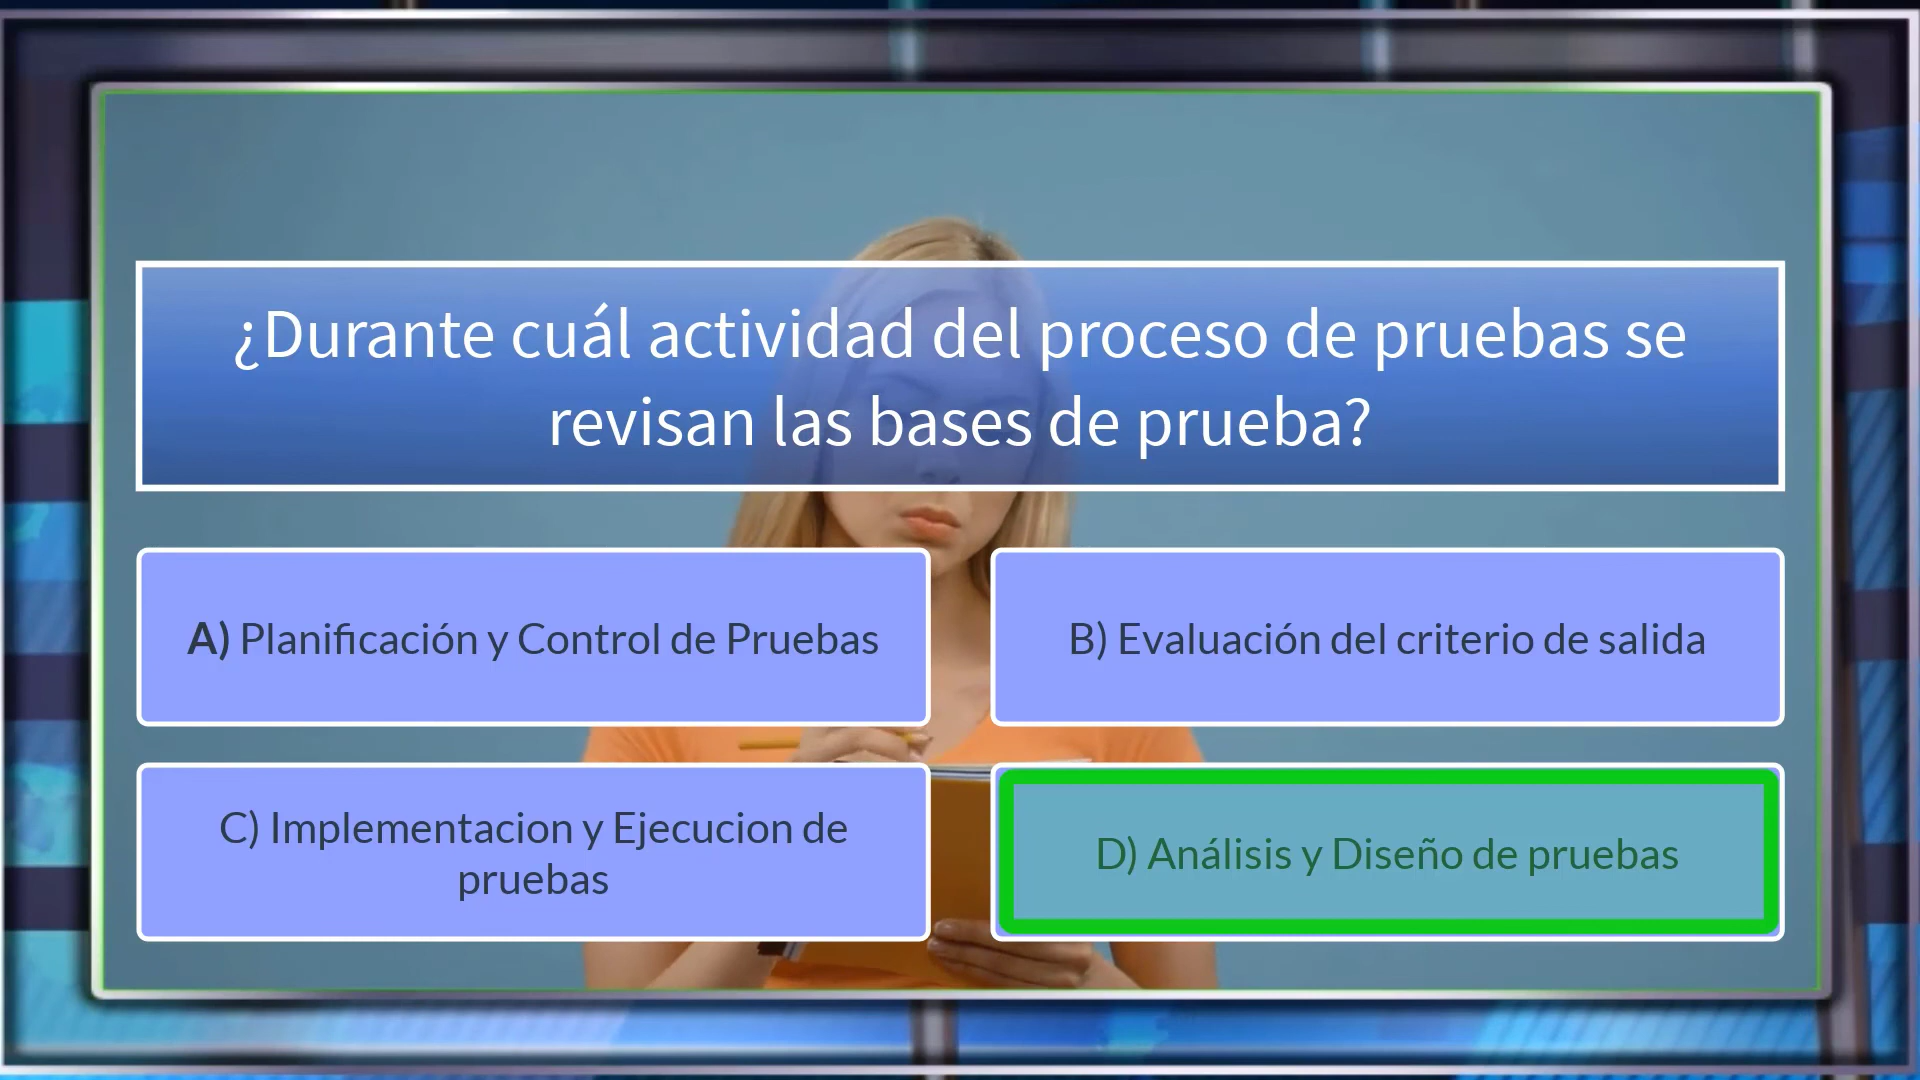 ¿Durante cuál actividad del proceso de pruebas se
revisan las bases de prueba?
A) Planificación y Control de Pruebas
B) Evaluación del criterio de salida
C) Implementacion y Ejecucion de
pruebas
D) Análisis y Diseño de pruebas